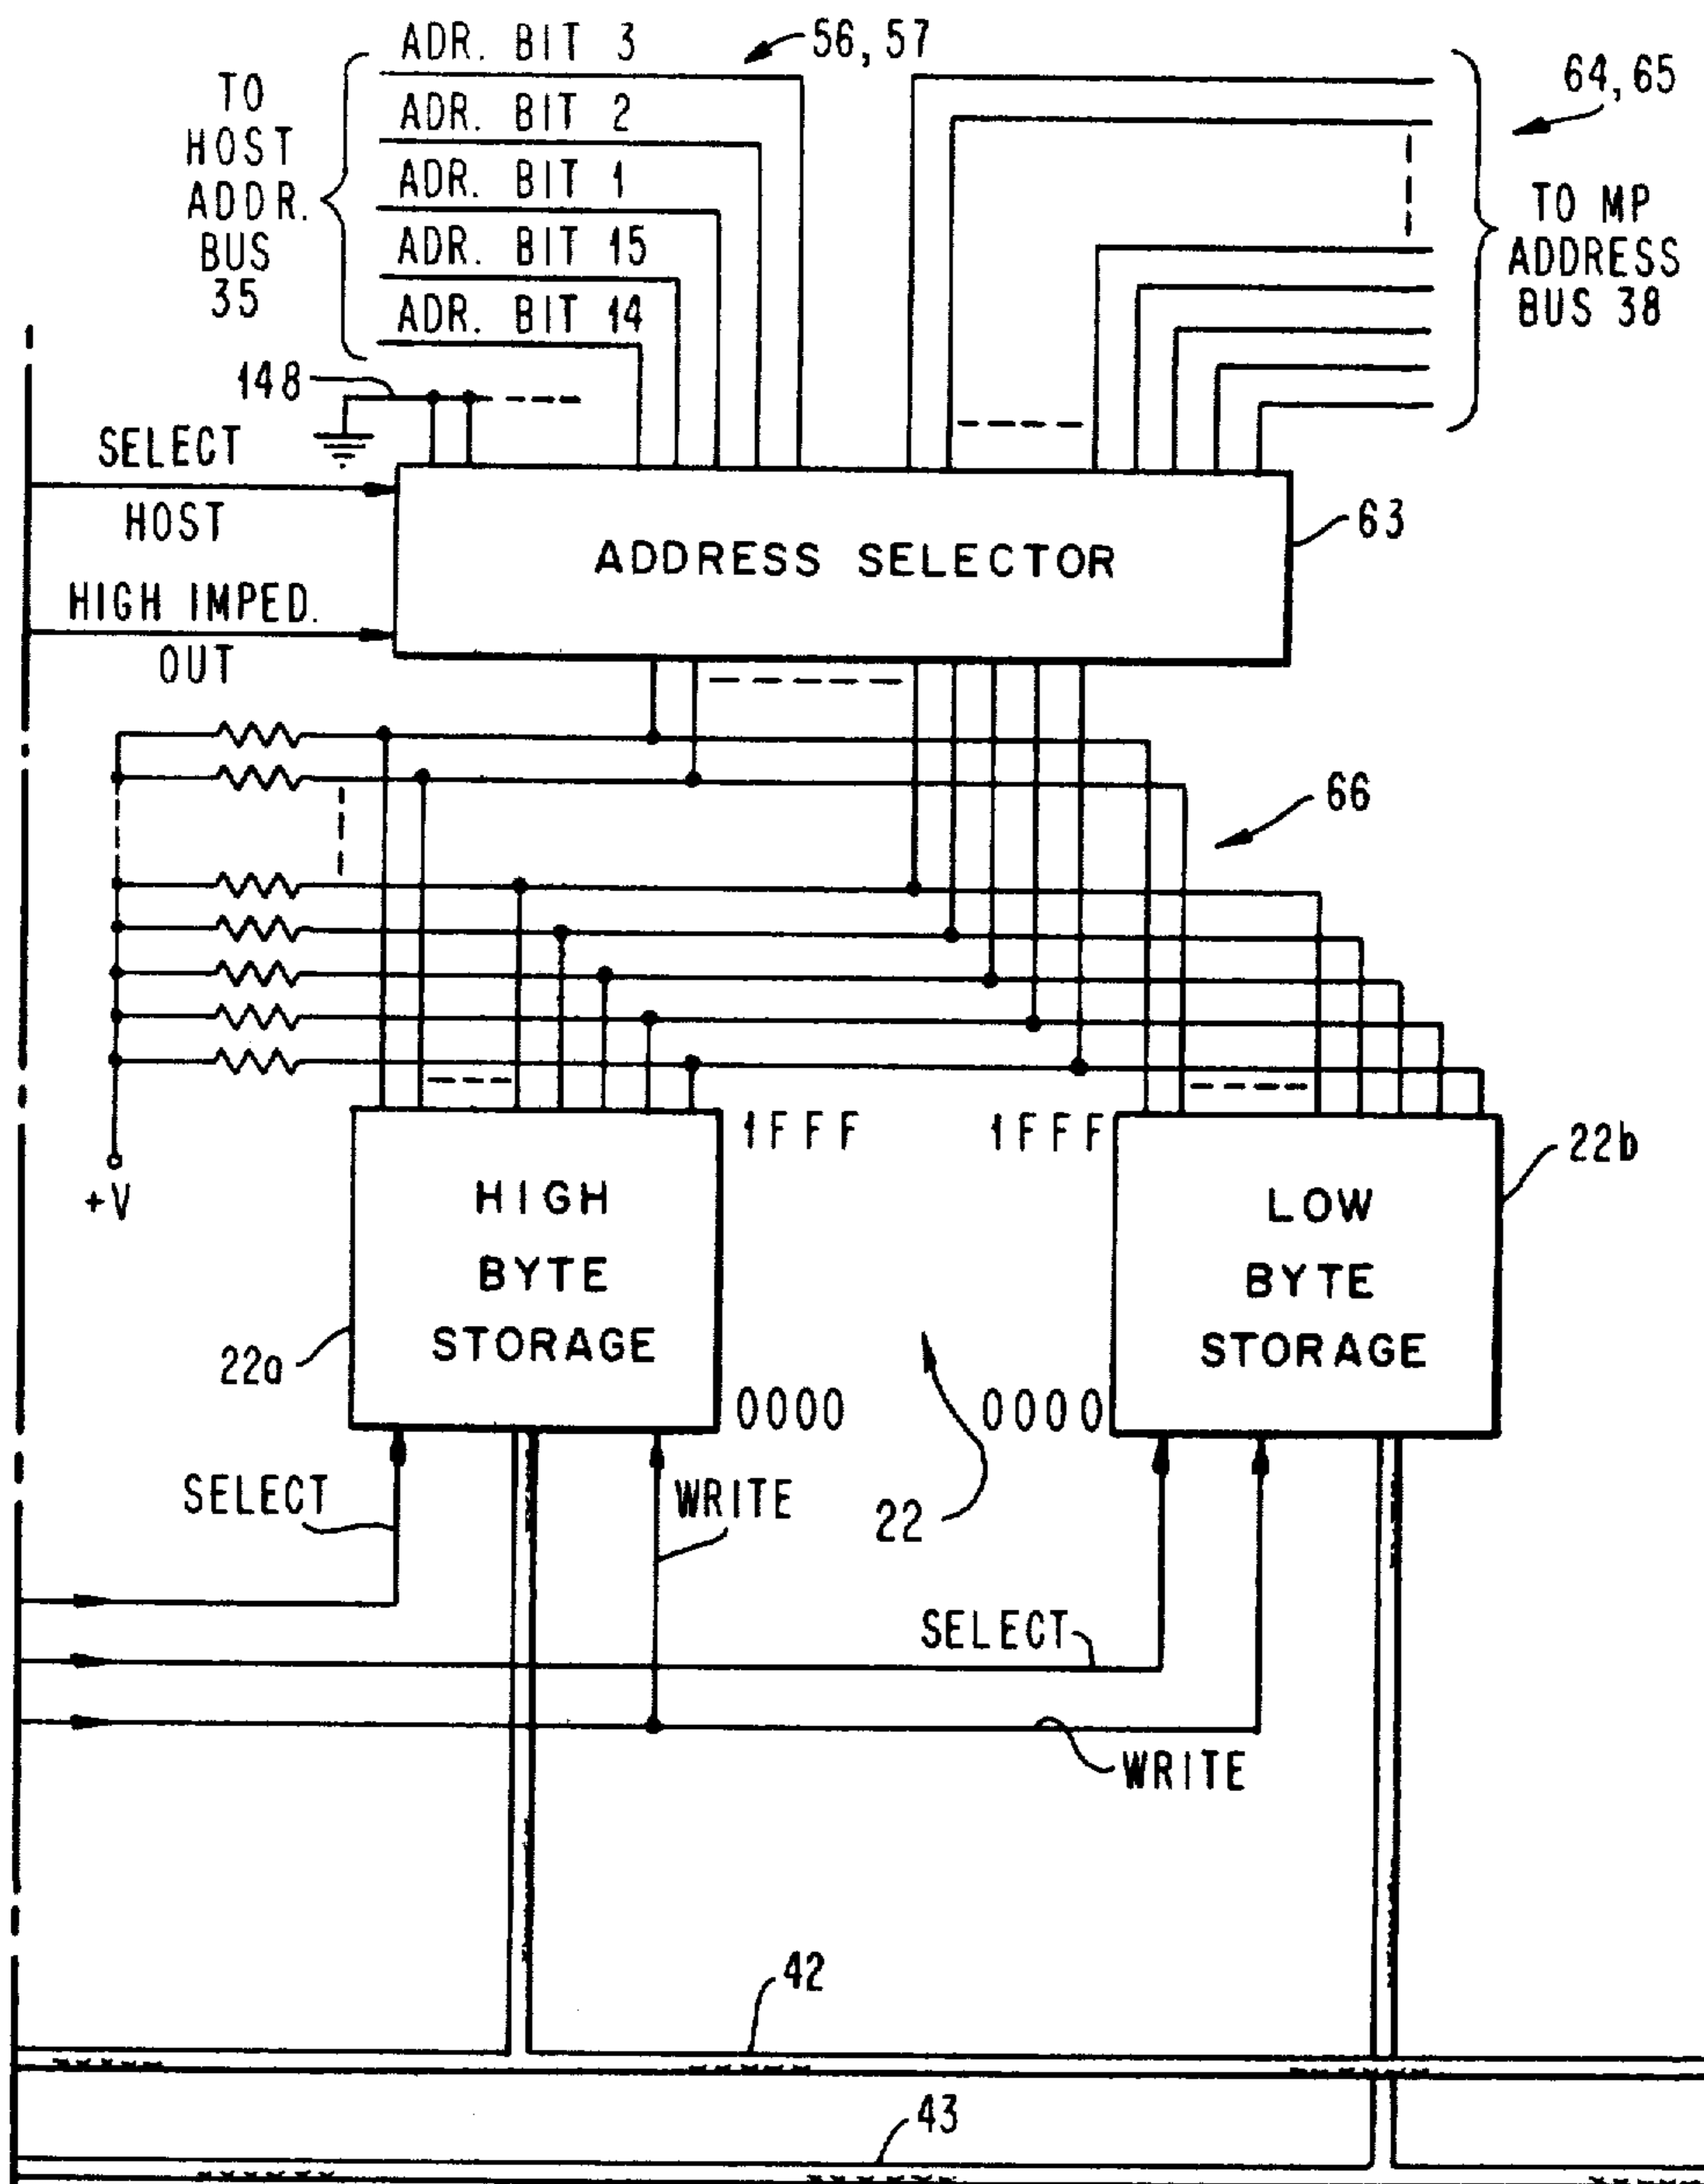 ADR. BIT 3
56, 57
TO
HOST
ADDR.
BUS
35
ADR. BIT 2
ADR. BIT 1
ADR. BIT 15
ADR. BIT 14
64, 65
TO MP
ADDRESS
BUS 38
148
SELECT
HOST
HIGH IMPED.
OUT
ADDRESS SELECTOR
63
66
+V
1FFF
1FFF
HIGH
BYTE
STORAGE
22a
0000
LOW
BYTE
STORAGE
22b
0000
22
SELECT
WRITE
SELECT
WRITE
42
43